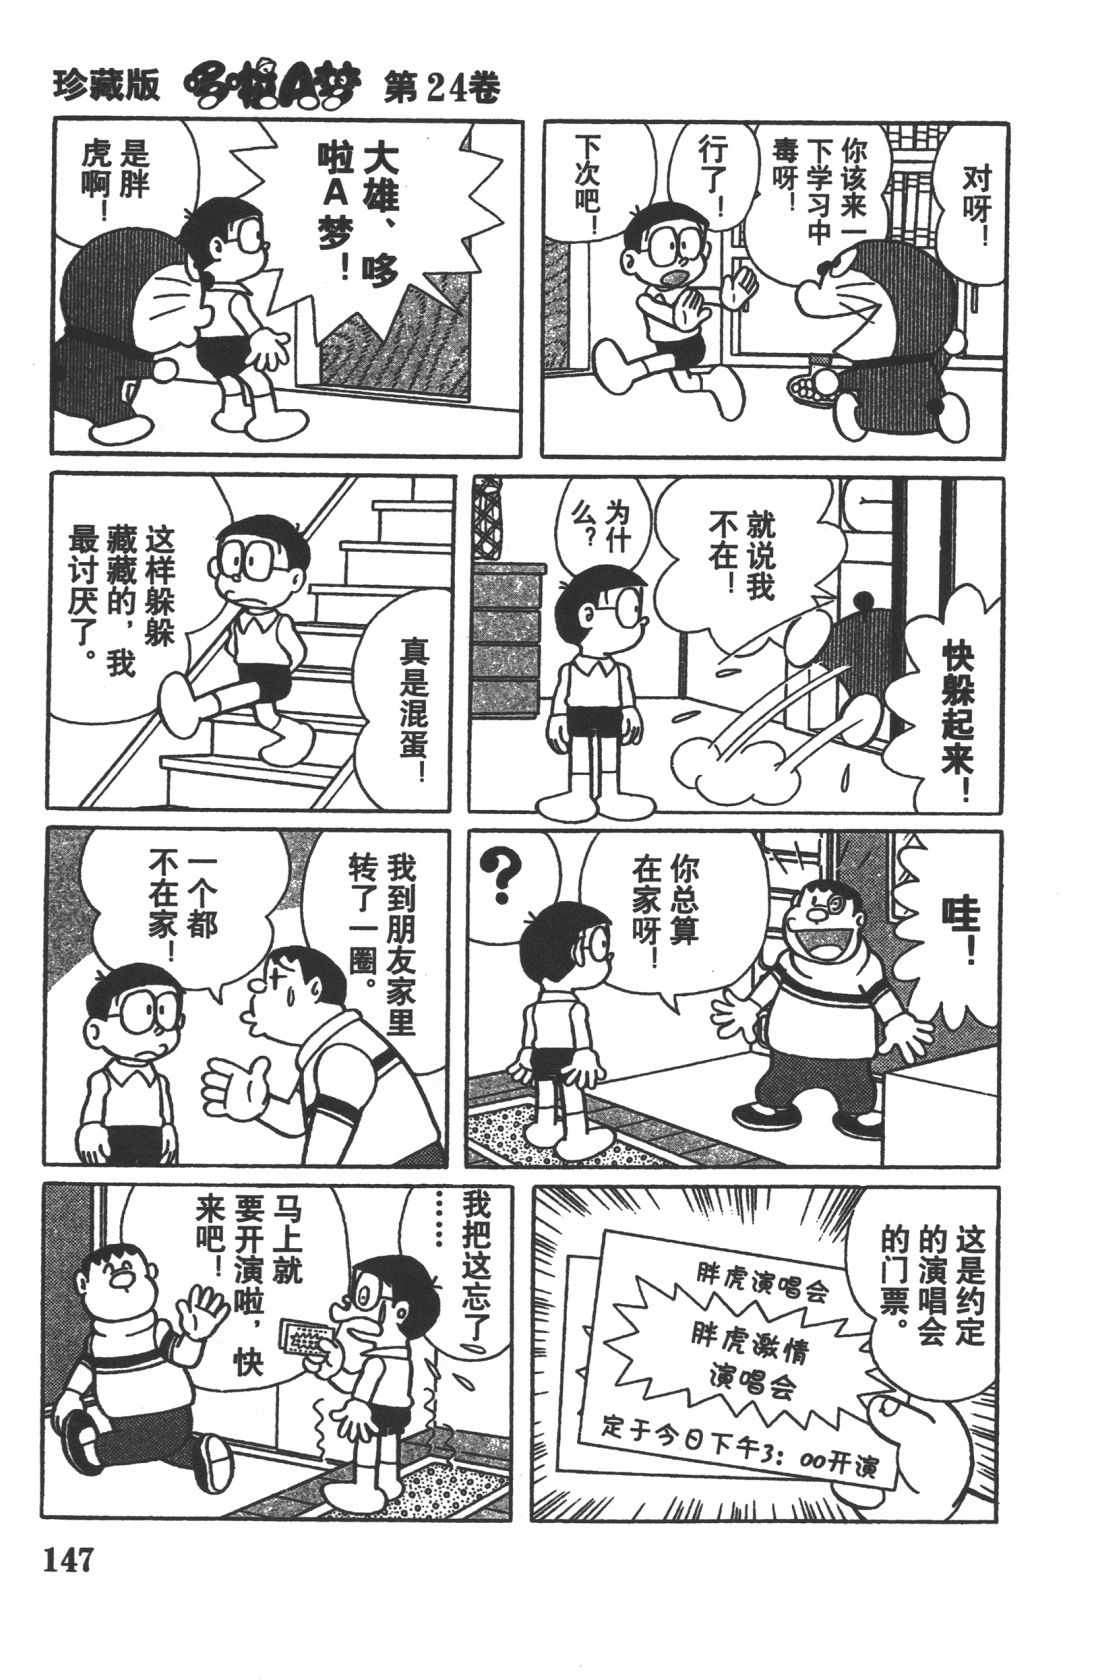 珍藏版 哆啦A梦 第24卷
对呀！
你该来一
下学习中
毒呀！
行了！
下次吧！
大雄、哆
啦A梦！
是胖
虎啊！
快躲起来！
就说我
不在！
为什
么？
真是混蛋！
这样躲躲
藏藏的，我
最讨厌了。
哇！
你总算
在家呀！
？
我到朋友家里
转了一圈。
一个都
不在家！
这是约定
的演唱会
的门票。
胖虎演唱会
胖虎激情
演唱会
定于今日下午3：00开演
我把这忘了
……
马上就
要开演啦，快
来吧！
147